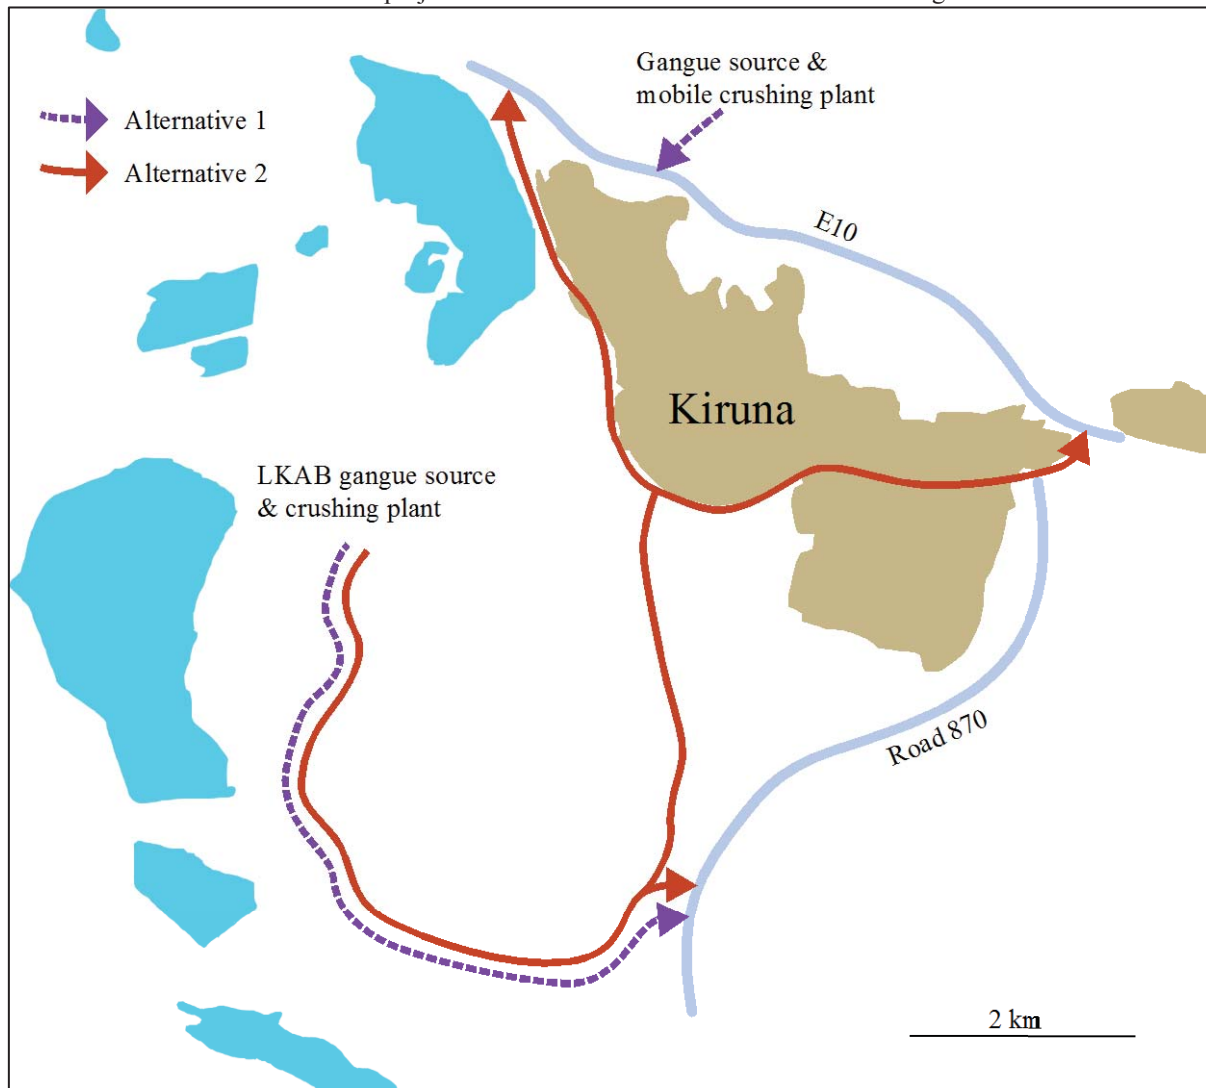 Gangue source &
mobile crushing plant
Alternative 1
Alternative 2
E10
Kiruna
LKAB gangue source
& crushing plant
Road 870
2 km